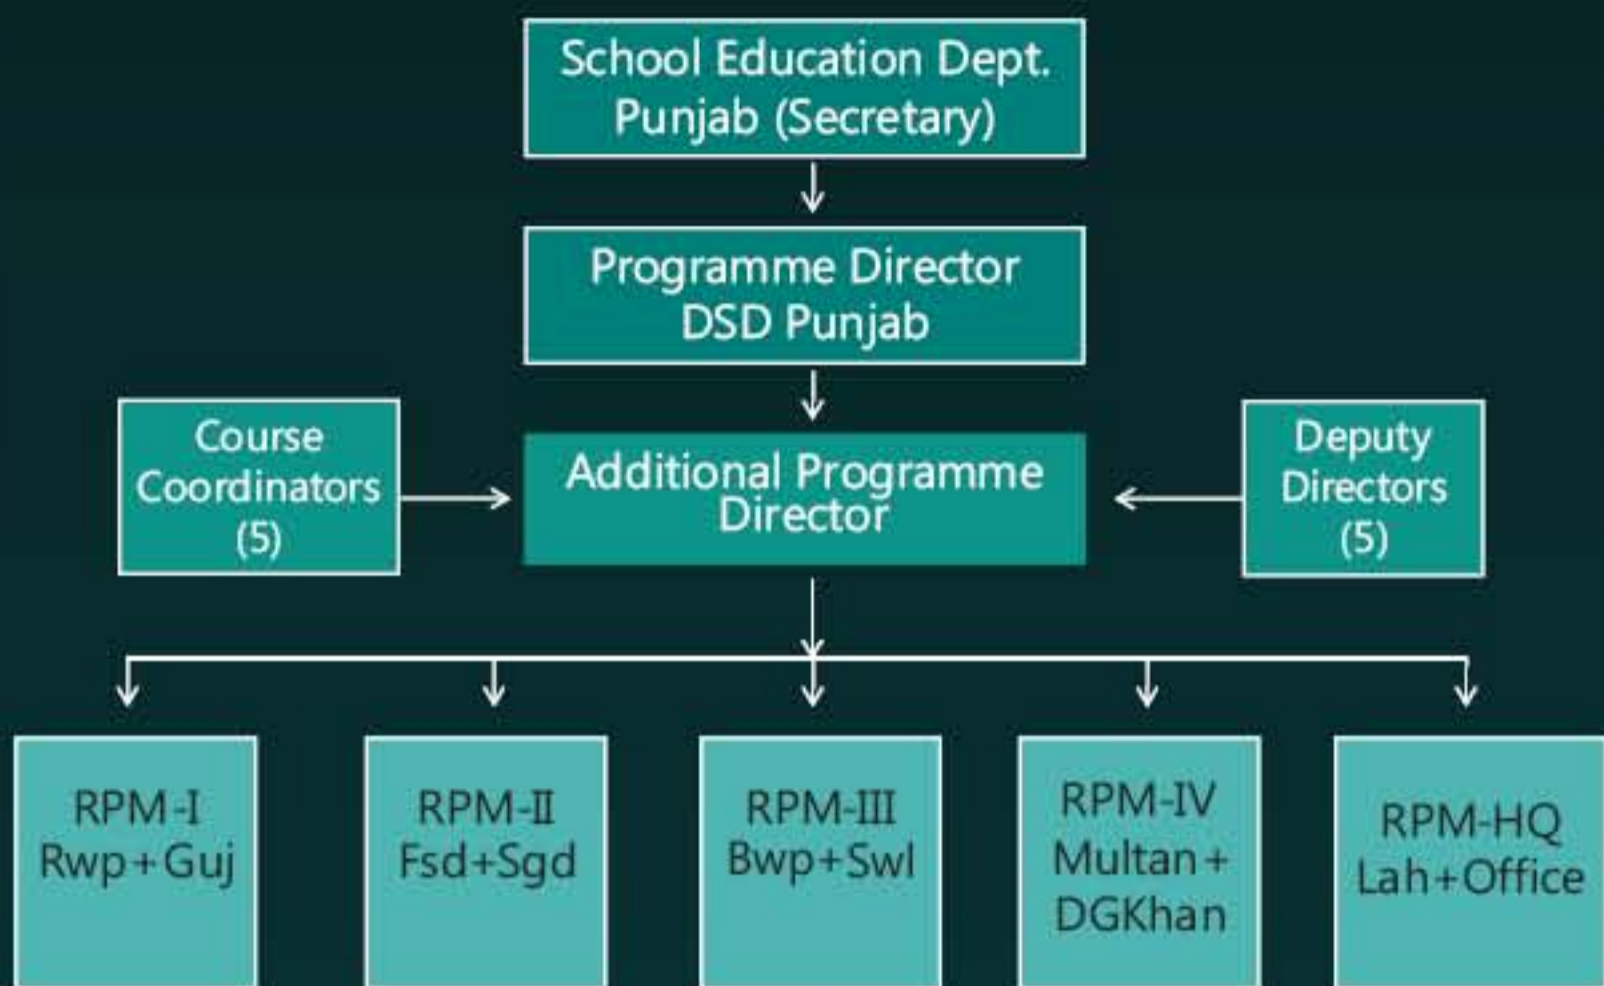 School Education Dept.
Punjab (Secretary)
Programme Director
DSD Punjab
Course
Coordinators
(5)
Additional Programme
Director
Deputy
Directors
(5)
RPM-I
Rwp+Guj
RPM-II
Fsd+Sgd
RPM-III
Bwp+Swl
RPM-IV
Multan+
DGKhan
RPM-HQ
Lah+Office